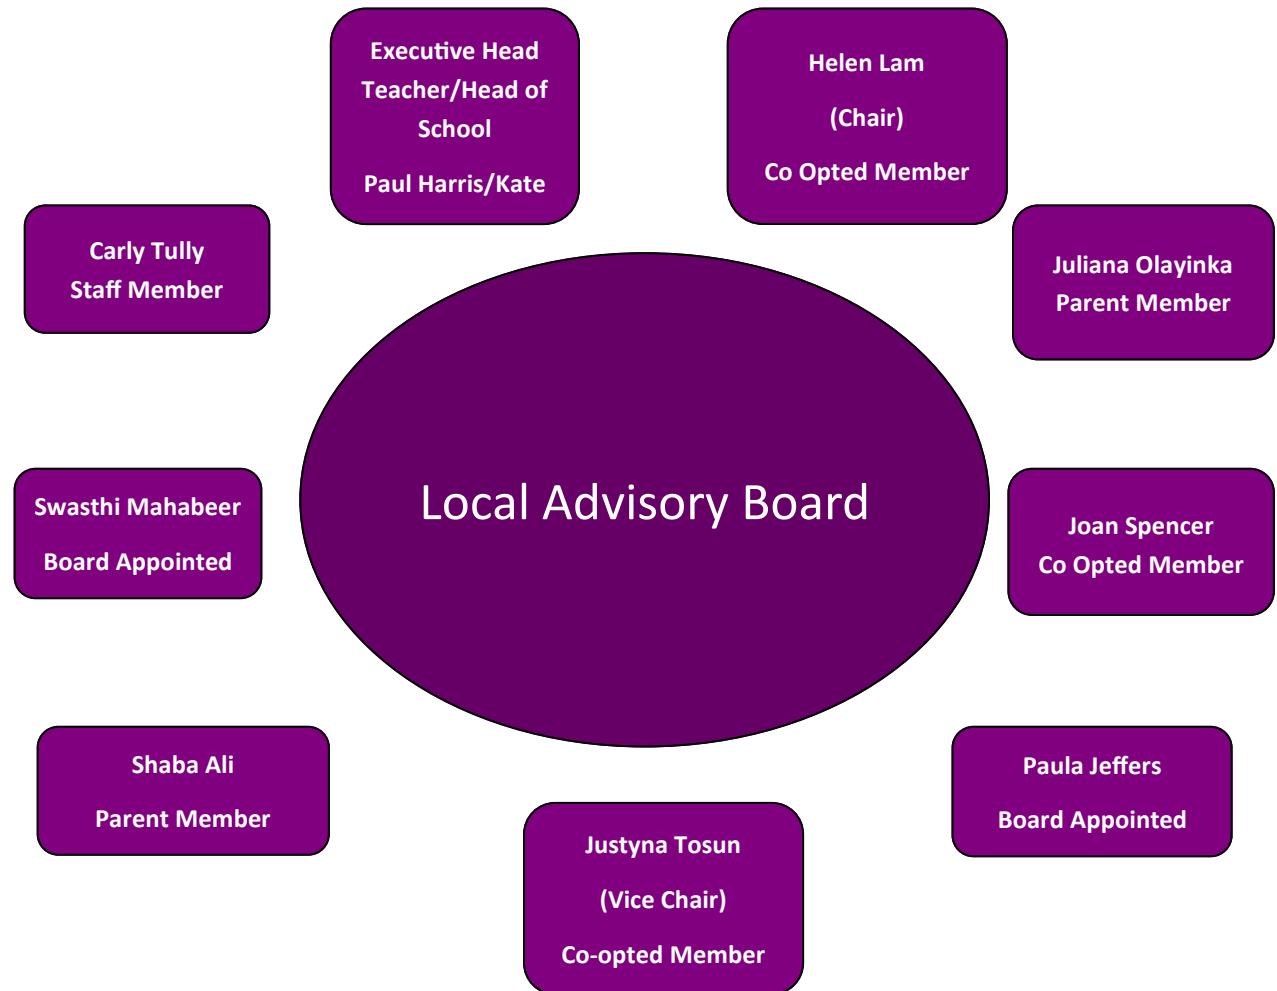 Executive Head
Teacher/Head of
School
Paul Harris/Kate
Helen Lam
(Chair)
Co Opted Member
Carly Tully
Staff Member
Juliana Olayinka
Parent Member
Local Advisory Board
Swasthi Mahabeer
Board Appointed
Joan Spencer
Co Opted Member
Shaba Ali
Parent Member
Paula Jeffers
Board Appointed
Justyna Tosun
(Vice Chair)
Co-opted Member